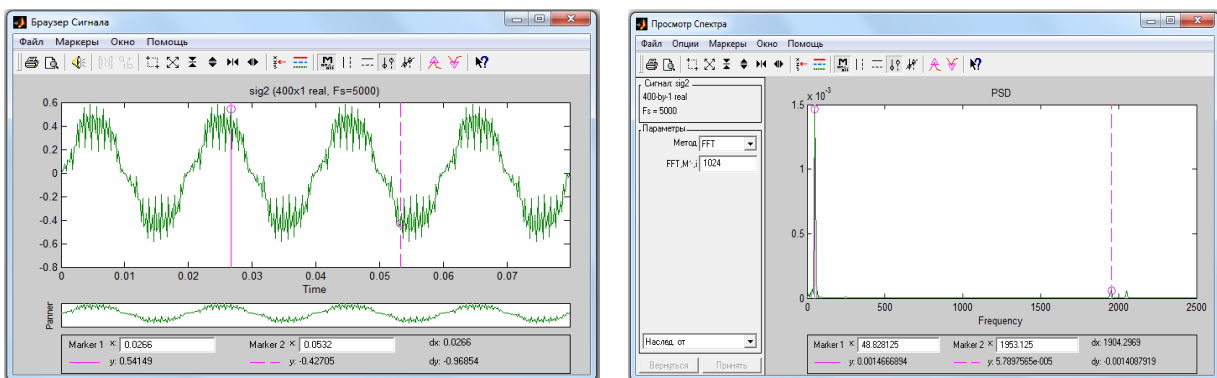 Браузер Сигнала
Файл Маркеры Окно Помощь
sig2 (400x1 real, Fs=5000)
0.6
0.4
0.2
0
-0.2
-0.4
-0.6
-0.8
0 0.01 0.02 0.03 0.04 0.05 0.06 0.07
Time
Panner
Marker 1 x: 0.0266 Marker 2 x: 0.0532 dx: 0.0266
y: 0.54149 y: -0.42705 dy: -0.96854
Просмотр Спектра
Файл Опции Маркеры Окно Помощь
Сигнал: sig2
400-by-1 real
Fs = 5000
Параметры
Метод FFT
1024
Наслед. от
Вернуться Принять
x 10⁻³ PSD
1.5
1
0.5
0
0 500 1000 1500 2000 2500
Frequency
Marker 1 x: 48.828125 Marker 2 x: 1953.125 dx: 1904.2969
y: 0.0014666894 y: 5.7897565e-005 dy: -0.0014087919